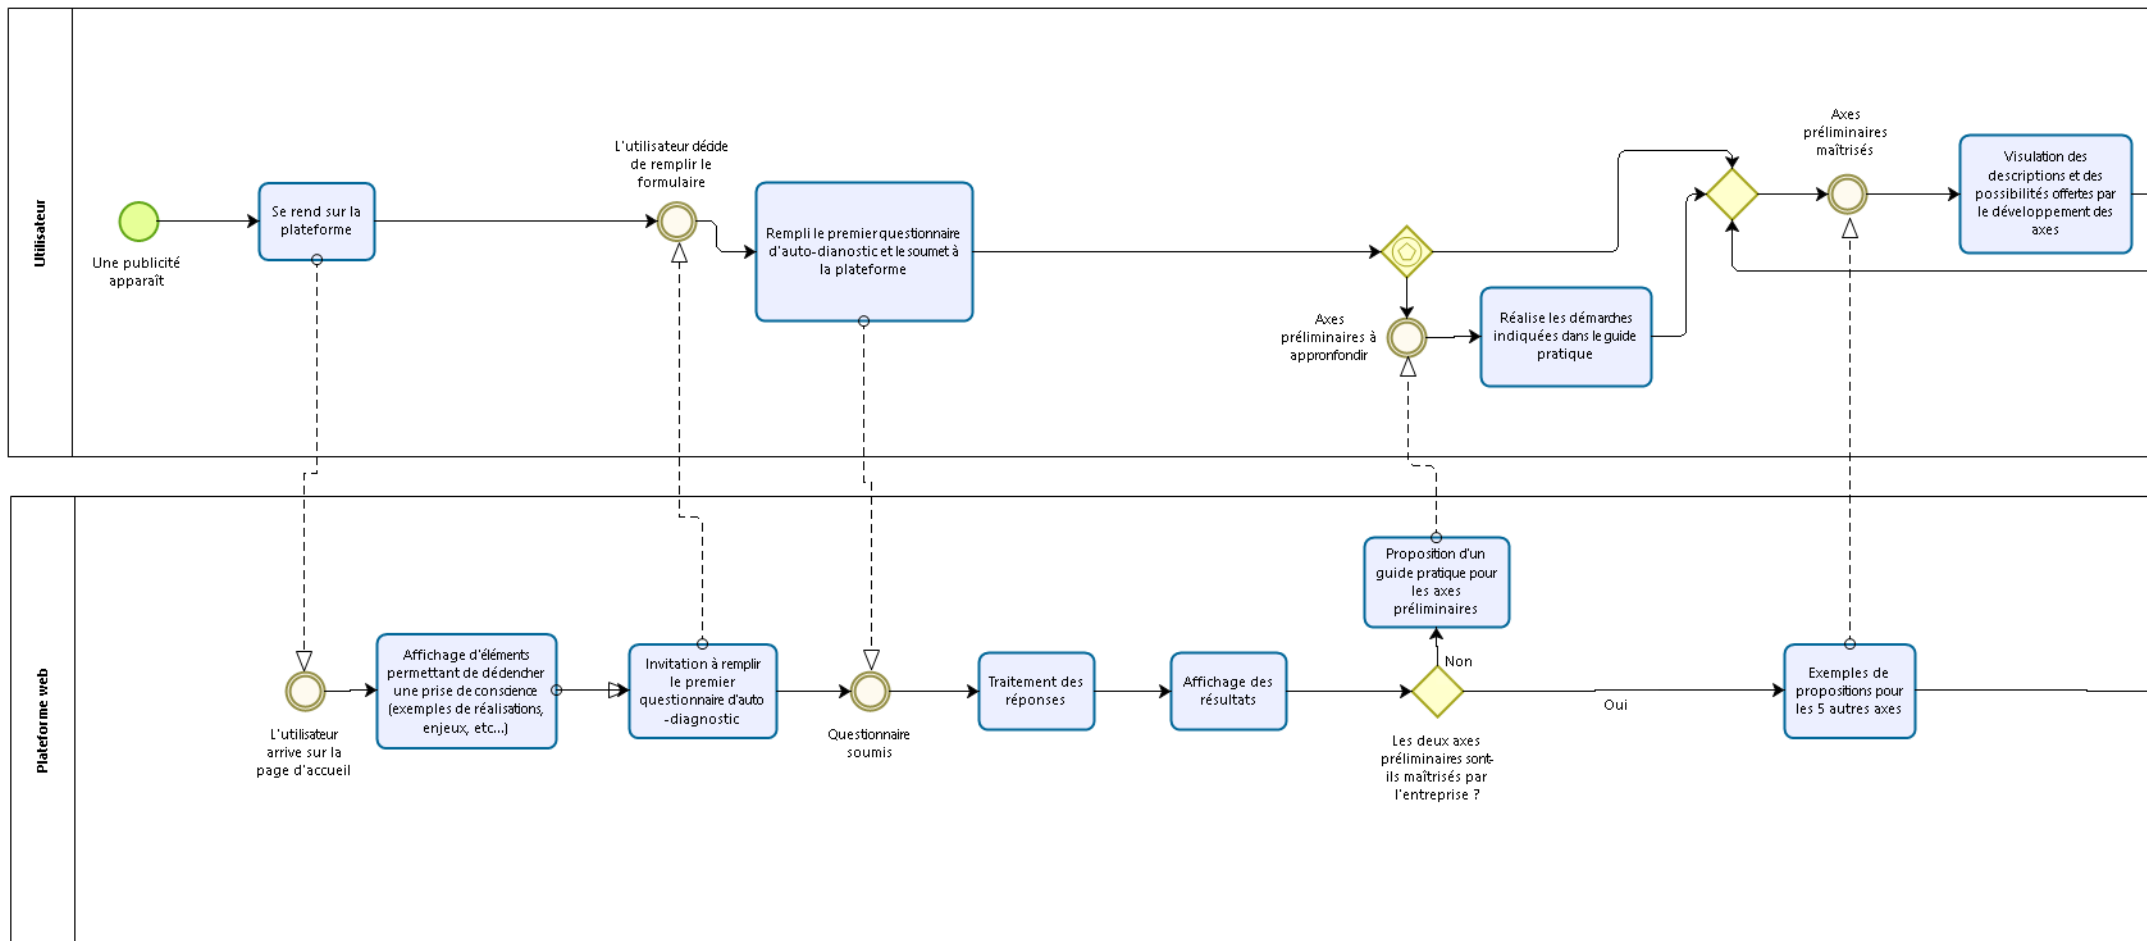 Utilisateur
Une publicité
apparaît
Se rend sur la
plateforme
L'utilisateur décide
de remplir le
formulaire
Rempli le premier questionnaire
d'auto-dianostic et le soumet à
la plateforme
Axes
préliminaires à
appronfondir
Réalise les démarches
indiquées dans le guide
pratique
Axes
préliminaires
maîtrisés
Visulation des
descriptions et des
possibilités offertes par
le développement des
axes
Plateforme web
L'utilisateur
arrive sur la
page d'accueil
Affichage d'éléments
permettant de dédencher
une prise de conscience
(exemples de réalisations,
enjeux, etc...)
Invitation à remplir
le premier
questionnaire d'auto
-diagnostic
Questionnaire
soumis
Traitement des
réponses
Affichage des
résultats
Proposition d'un
guide pratique pour
les axes
préliminaires
Non
Oui
Les deux axes
préliminaires sont-
ils maîtrisés par
l'entreprise ?
Exemples de
propositions pour
les 5 autres axes